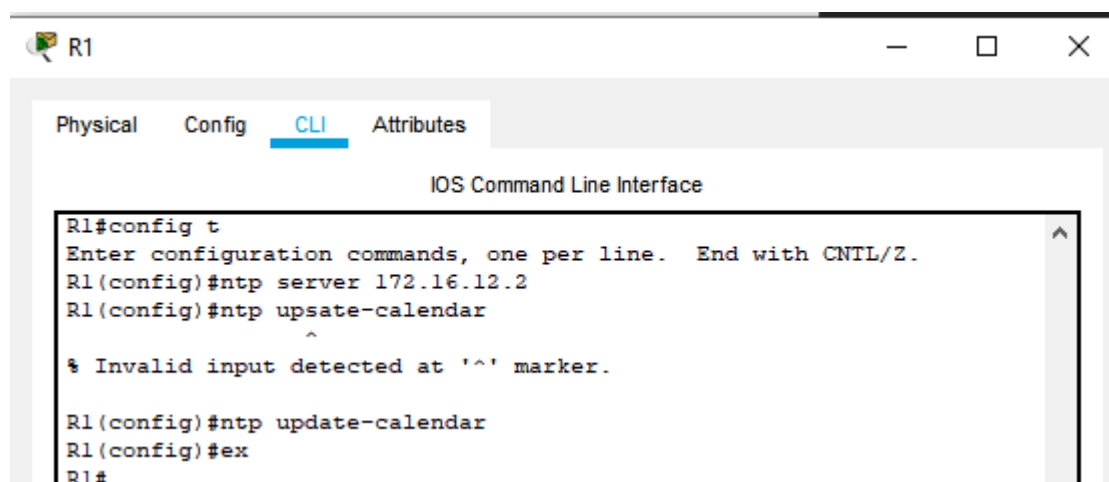 R1
Physical Config CLI Attributes
IOS Command Line Interface
R1#config t
Enter configuration commands, one per line.  End with CNTL/Z.
R1(config)#ntp server 172.16.12.2
R1(config)#ntp upsate-calendar
^
% Invalid input detected at '^' marker.
R1(config)#ntp update-calendar
R1(config)#ex
R1#